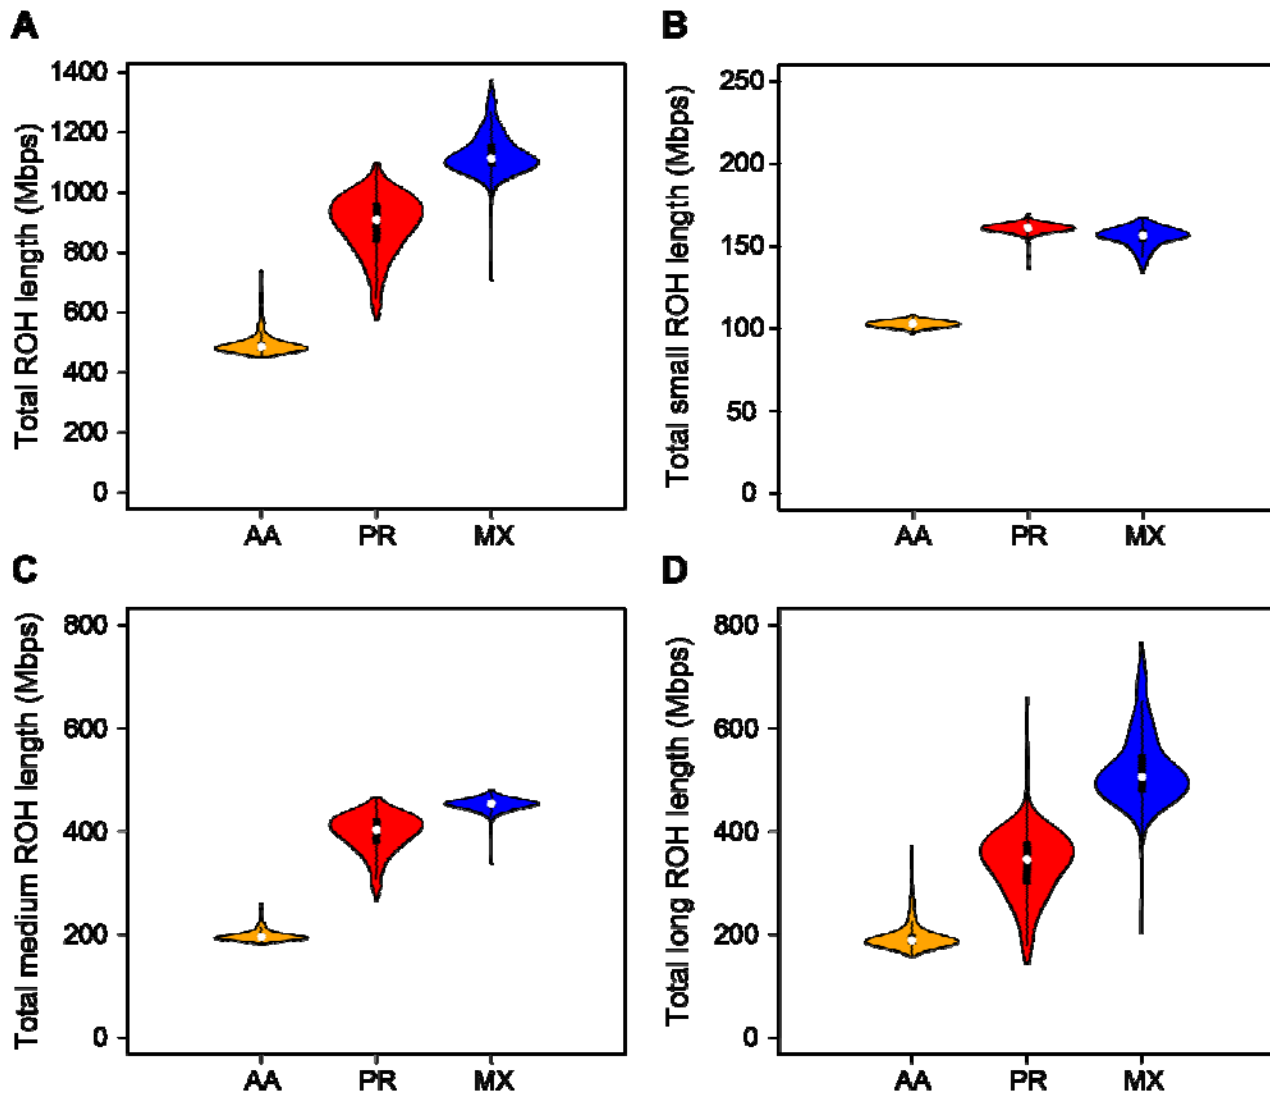 A
Total ROH length (Mbps)
1400
1200
1000
800
600
400
200
0
AA PR MX
B
Total small ROH length (Mbps)
250
200
150
100
50
0
AA PR MX
C
Total medium ROH length (Mbps)
800
600
400
200
0
AA PR MX
D
Total long ROH length (Mbps)
800
600
400
200
0
AA PR MX